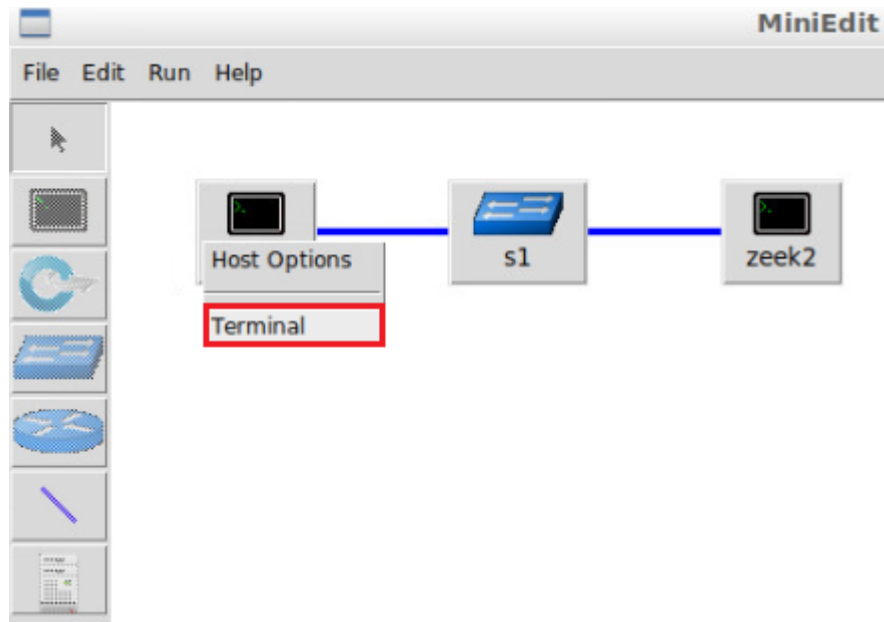 MiniEdit
File Edit Run Help
Host Options
s1
zeek2
Terminal